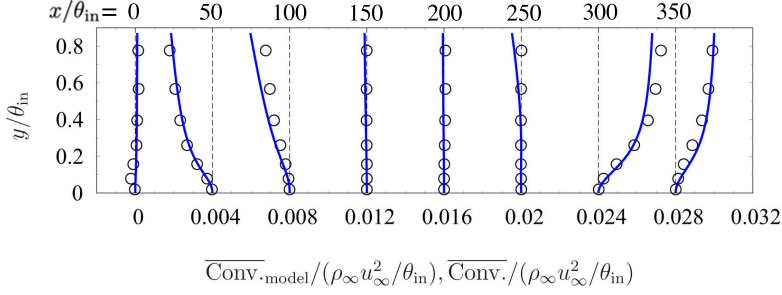 x/θin= 0 50 100 150 200 250 300 350
0.8
0.6
0.4
0.2
0
y/θin
0 0.004 0.008 0.012 0.016 0.02 0.024 0.028 0.032
Conv.model/(ρ∞u²∞/θin), Conv./(ρ∞u²∞/θin)